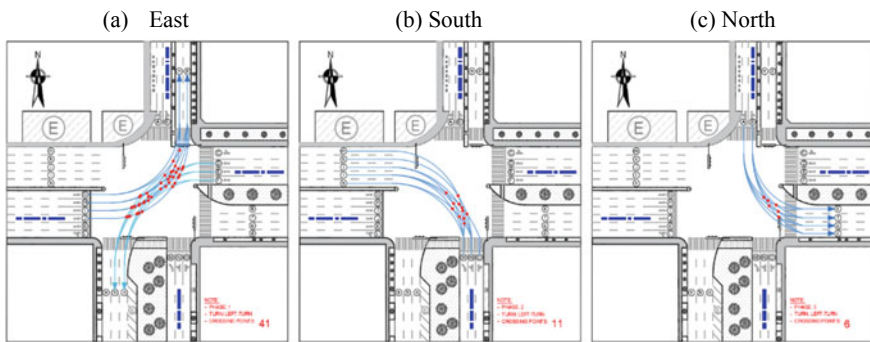 (a) East
(b) South
(c) North
N
E
E
NOTE:
- PHASE: 1
- TURN: LEFT TURN
- CROSSING POINTS: 41
N
E
E
NOTE:
- PHASE: 2
- TURN: LEFT TURN
- CROSSING POINTS: 11
N
E
E
NOTE:
- PHASE: 3
- TURN: LEFT TURN
- CROSSING POINTS: 6